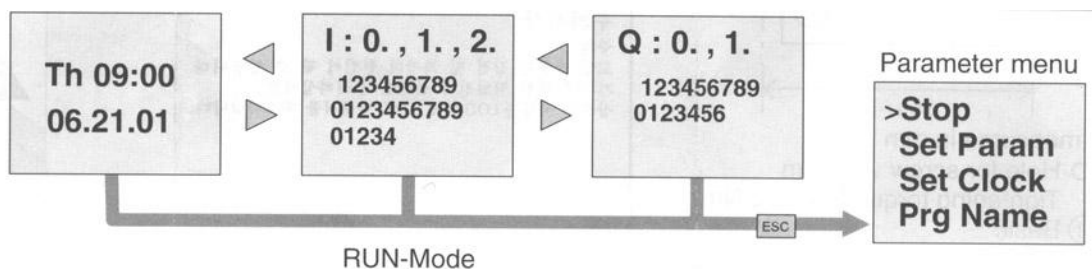 Th 09:00
06.21.01
I : 0. , 1. , 2.
123456789
0123456789
01234
Q : 0. , 1.
123456789
0123456
Parameter menu
>Stop
Set Param
Set Clock
Prg Name
ESC
RUN-Mode